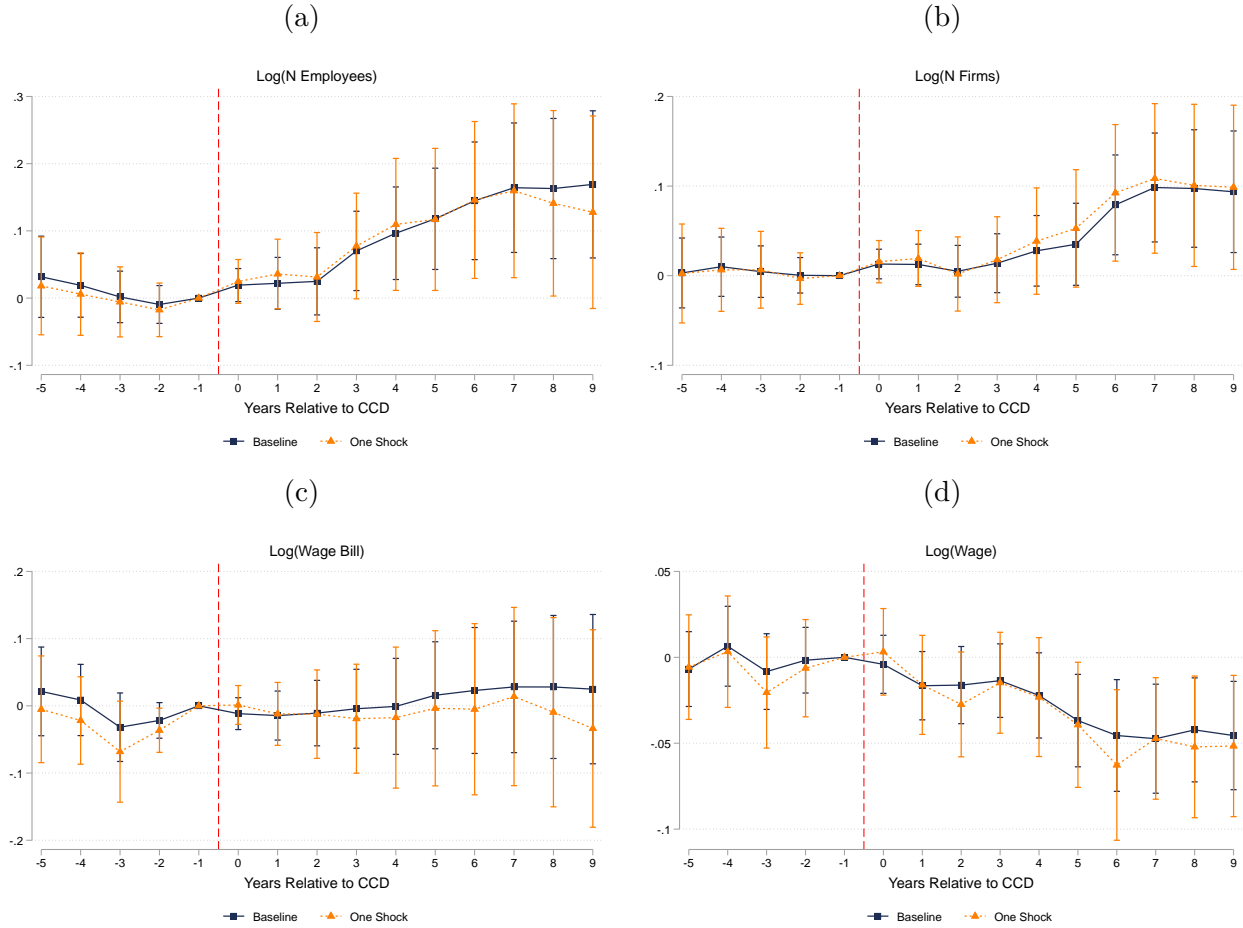 (a)
Log(N Employees)
.3
.2
.1
0
-.1
-5 -4 -3 -2 -1 0 1 2 3 4 5 6 7 8 9
Years Relative to CCD
Baseline One Shock
(b)
Log(N Firms)
.2
.1
0
-.1
-5 -4 -3 -2 -1 0 1 2 3 4 5 6 7 8 9
Years Relative to CCD
Baseline One Shock
(c)
Log(Wage Bill)
.2
.1
0
-.1
-.2
-5 -4 -3 -2 -1 0 1 2 3 4 5 6 7 8 9
Years Relative to CCD
Baseline One Shock
(d)
Log(Wage)
.05
0
-.05
-.1
-5 -4 -3 -2 -1 0 1 2 3 4 5 6 7 8 9
Years Relative to CCD
Baseline One Shock